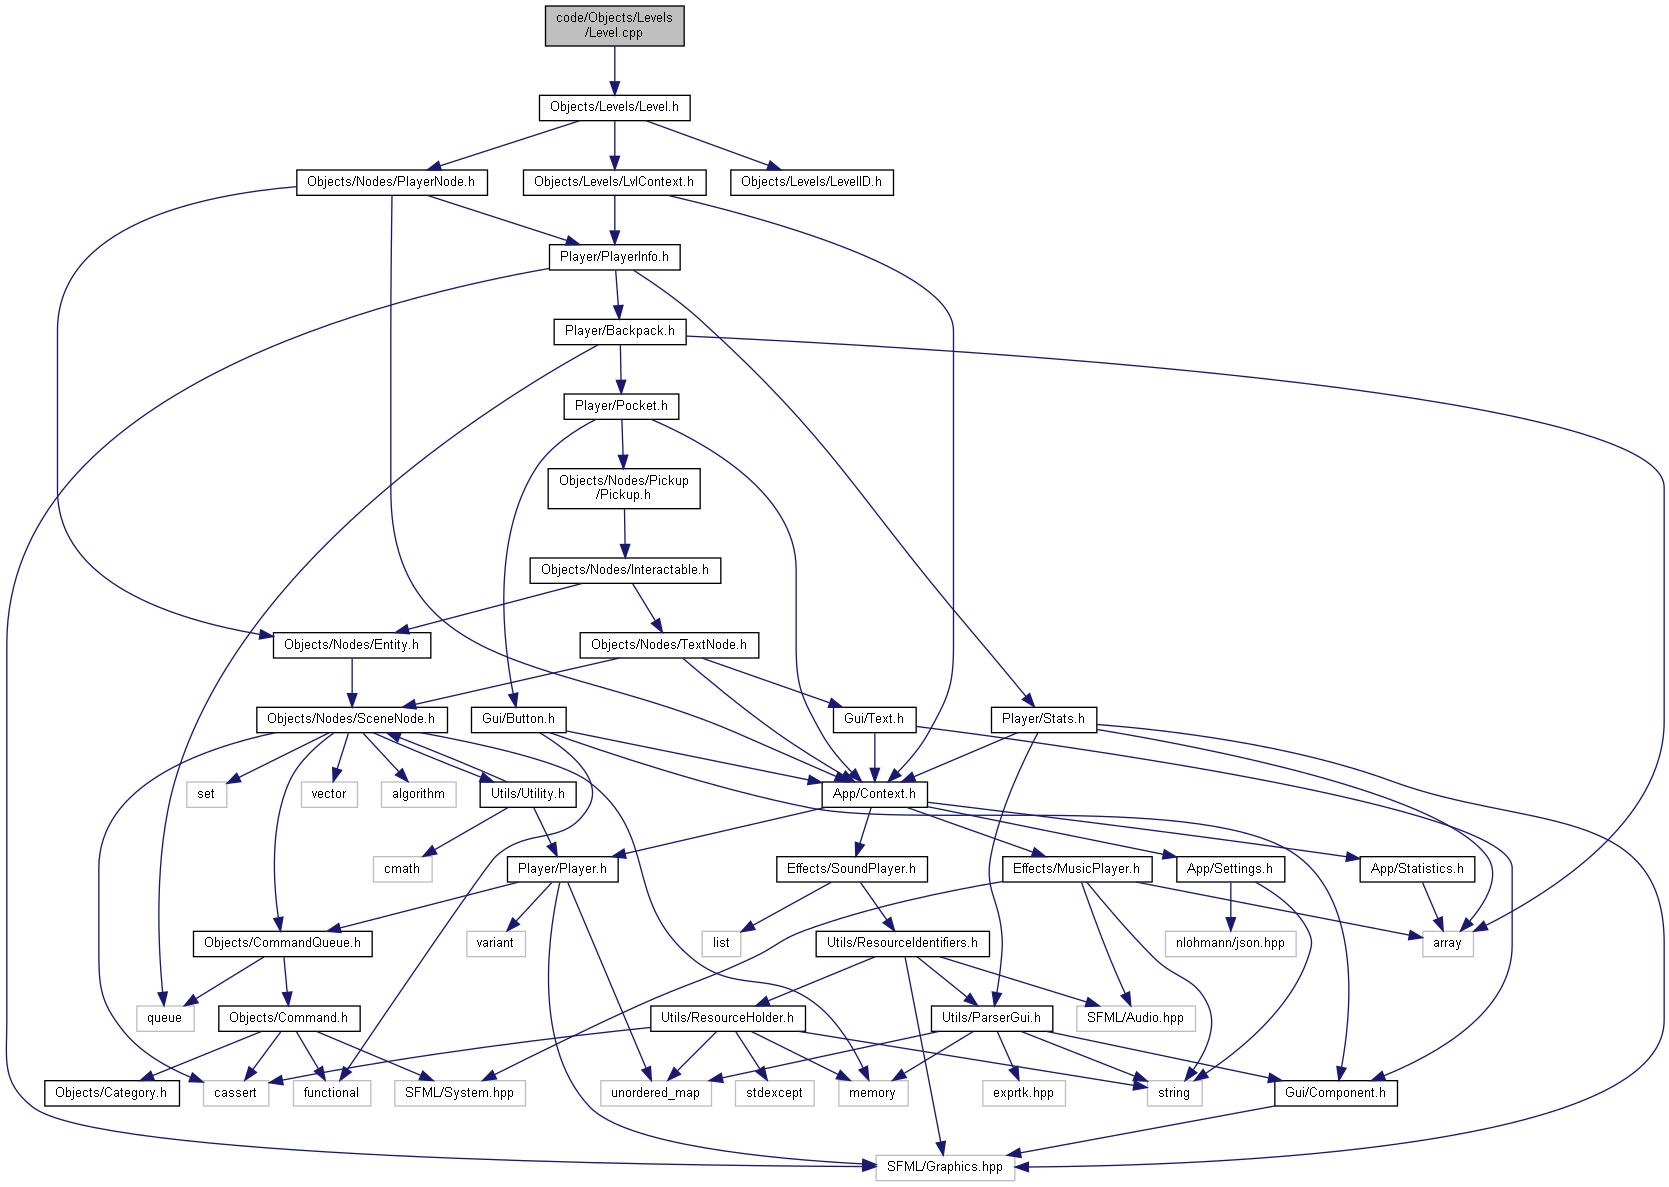 code/Objects/Levels
/Level.cpp
Objects/Levels/Level.h
Objects/Nodes/PlayerNode.h
Objects/Levels/LvlContext.h
Objects/Levels/LevelID.h
Player/PlayerInfo.h
Player/Backpack.h
Player/Pocket.h
Objects/Nodes/Pickup
/Pickup.h
Objects/Nodes/Interactable.h
Objects/Nodes/Entity.h
Objects/Nodes/TextNode.h
Objects/Nodes/SceneNode.h
Gui/Button.h
Gui/Text.h
Player/Stats.h
set
vector
algorithm
Utils/Utility.h
App/Context.h
cmath
Player/Player.h
Effects/SoundPlayer.h
Effects/MusicPlayer.h
App/Settings.h
App/Statistics.h
Objects/CommandQueue.h
variant
list
Utils/ResourceIdentifiers.h
nlohmann/json.hpp
array
queue
Objects/Command.h
Utils/ResourceHolder.h
Utils/ParserGui.h
SFML/Audio.hpp
Objects/Category.h
cassert
functional
SFML/System.hpp
unordered_map
stdexcept
memory
exprtk.hpp
string
Gui/Component.h
SFML/Graphics.hpp